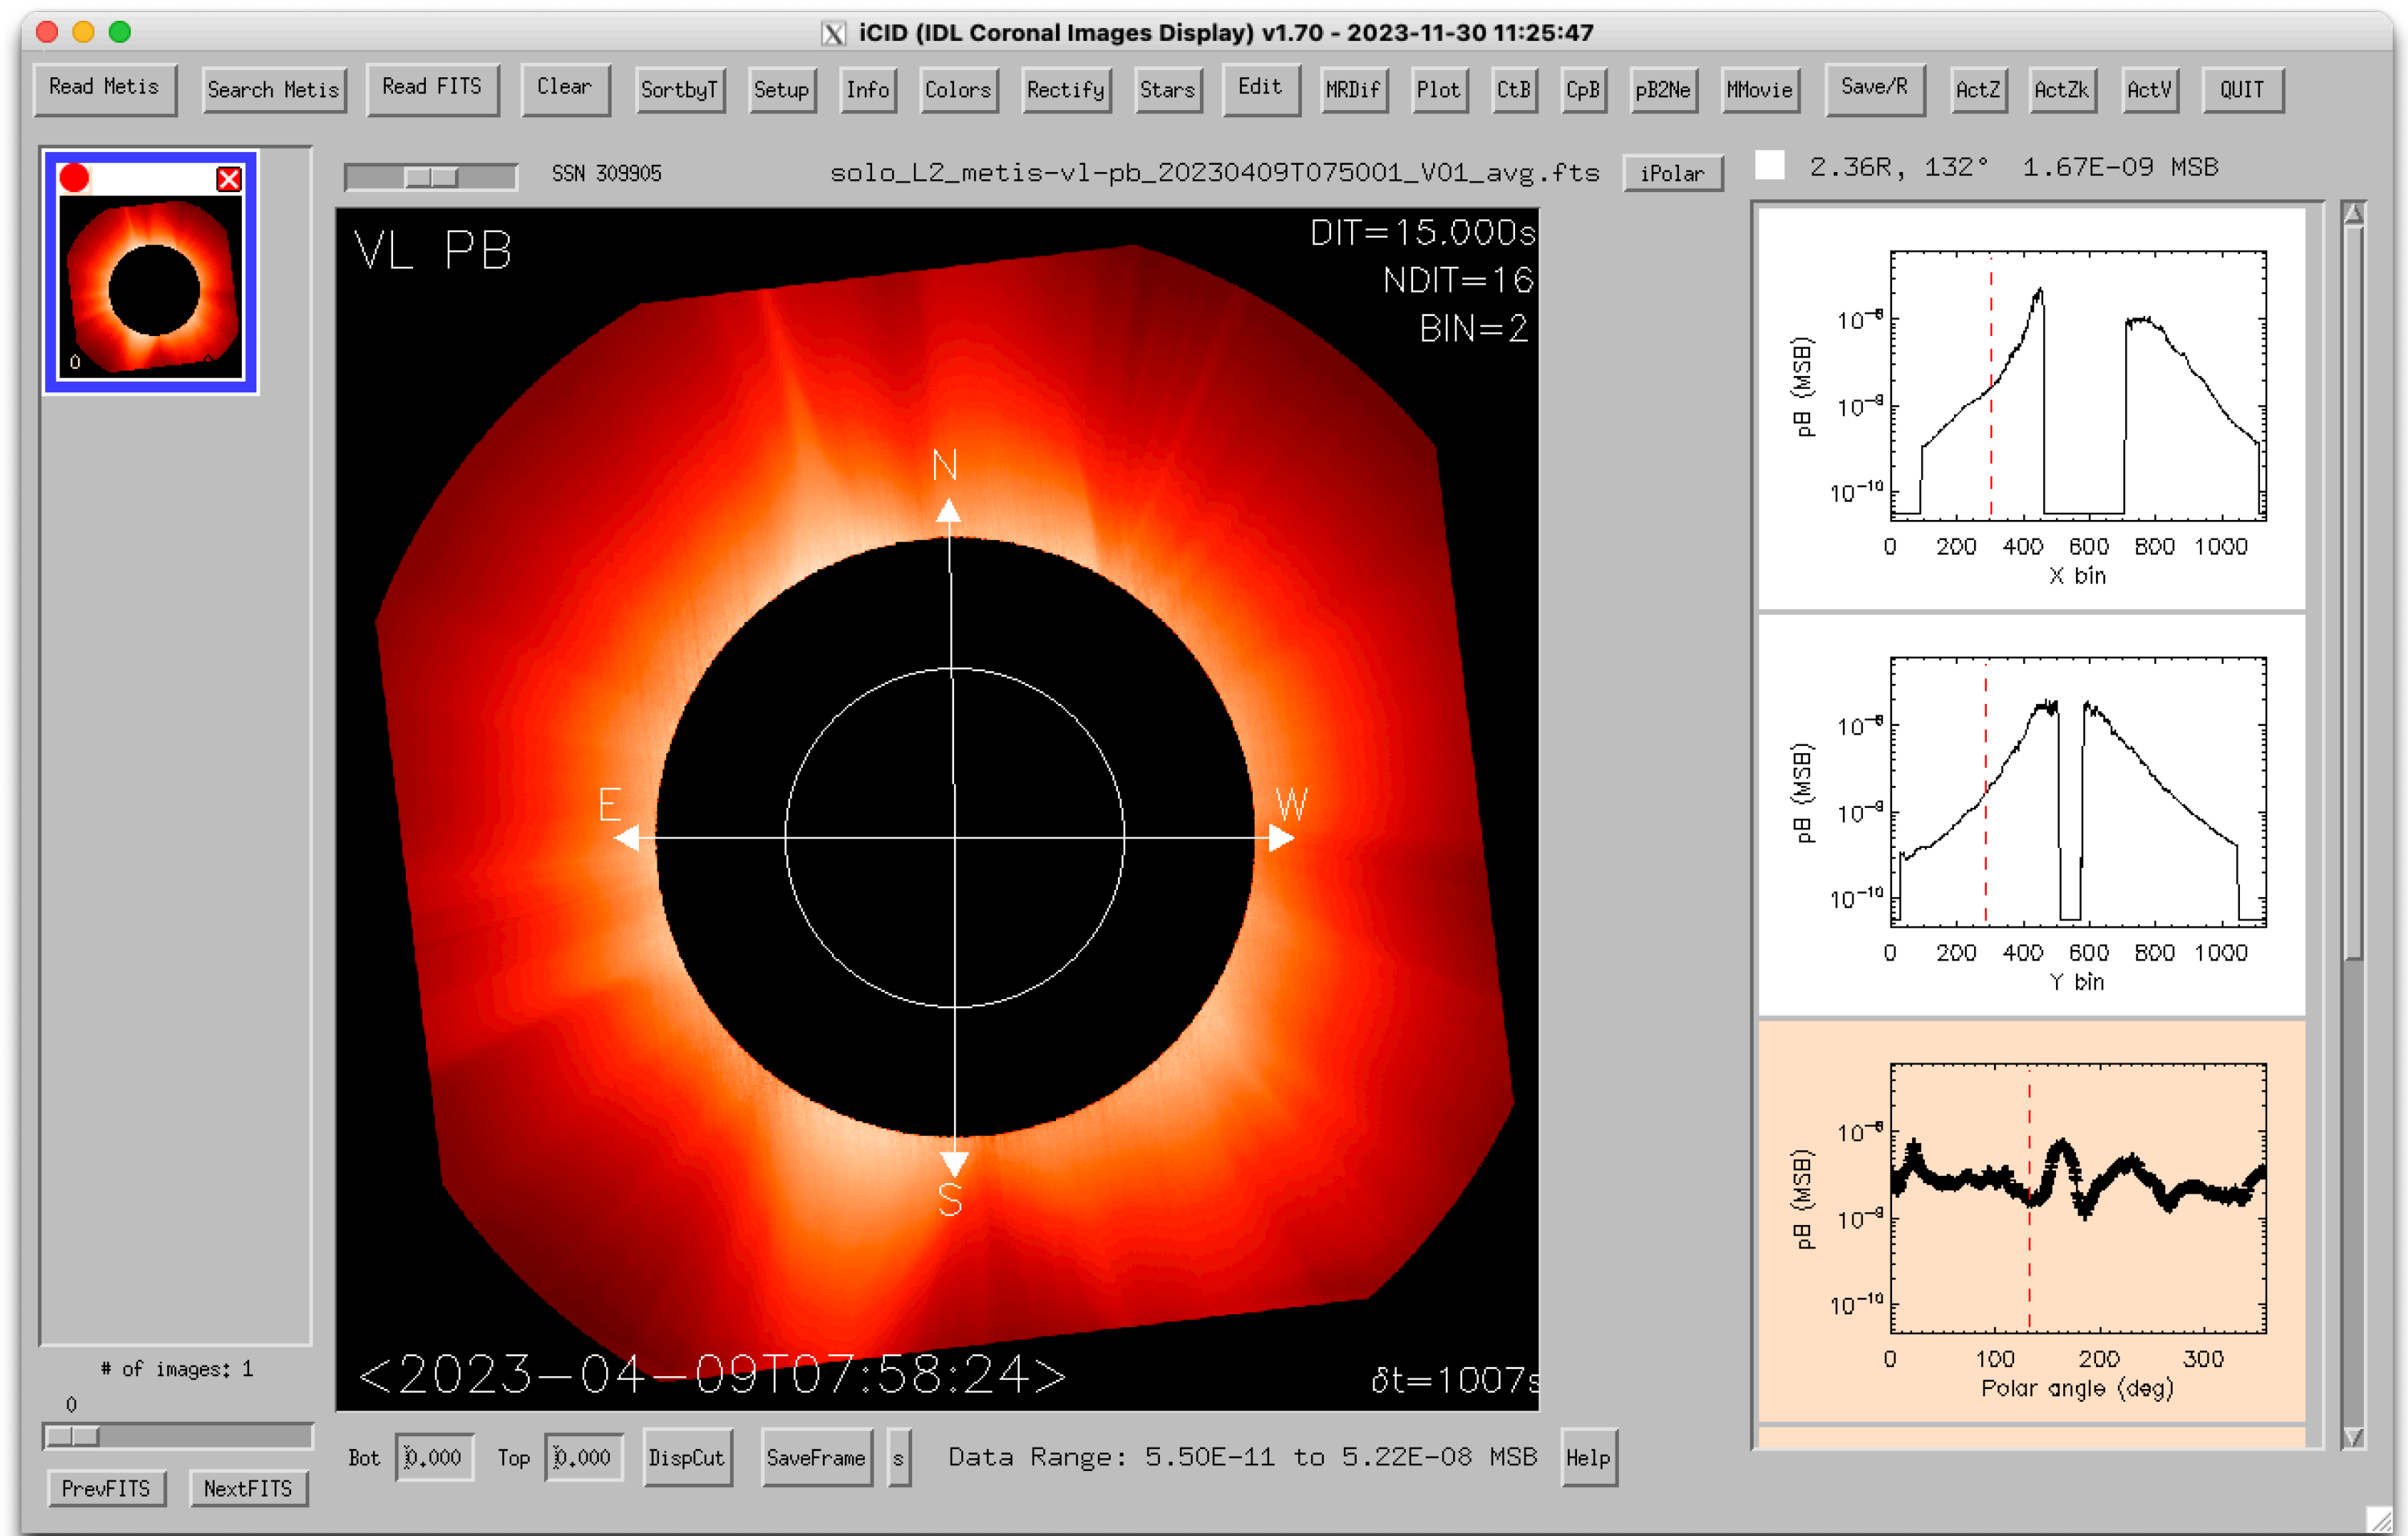 iCID (IDL Coronal Images Display) v1.70 - 2023-11-30 11:25:47
Read Metis Search Metis Read FITS Clear SortbyT Setup Info Colors Rectify Stars Edit MRDif Plot CtB CpB pB2Ne MMovie Save/R ActZ ActZk ActV QUIT
SSN 309905 solo_L2_metis-vl-pb_20230409T075001_V01_avg.fts iPolar 2.36R, 132° 1.67E-09 MSB
0
VL PB
DIT=15.000s
NDIT=16
BIN=2
N
E
W
S
<2023-04-09T07:58:24>
δt=1007s
pB (MSB)
10⁻⁸
10⁻⁹
10⁻¹⁰
0 200 400 600 800 1000
X bin
pB (MSB)
10⁻⁸
10⁻⁹
10⁻¹⁰
0 200 400 600 800 1000
Y bin
pB (MSB)
10⁻⁸
10⁻⁹
10⁻¹⁰
0 100 200 300
Polar angle (deg)
# of images: 1
0
PrevFITS NextFITS
Bot 0.000 Top 0.000 DispCut SaveFrame s Data Range: 5.50E-11 to 5.22E-08 MSB Help